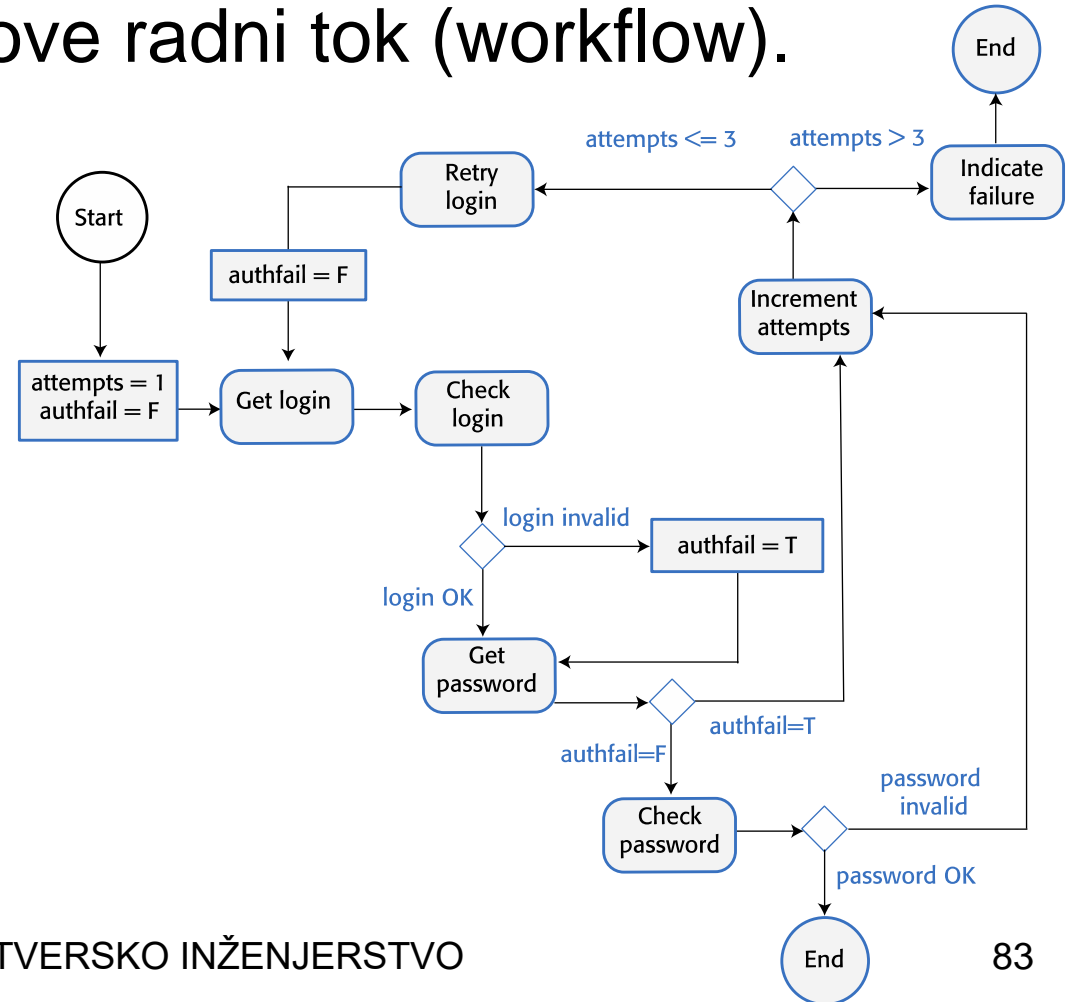 ove radni tok (workflow).
End
attempts <= 3
attempts > 3
Retry
login
Indicate
failure
Start
authfail = F
Increment
attempts
attempts = 1
authfail = F
Get login
Check
login
login invalid
authfail = T
login OK
Get
password
authfail=T
authfail=F
password
invalid
Check
password
password OK
End
TVERSKO INŽENJERSTVO
83